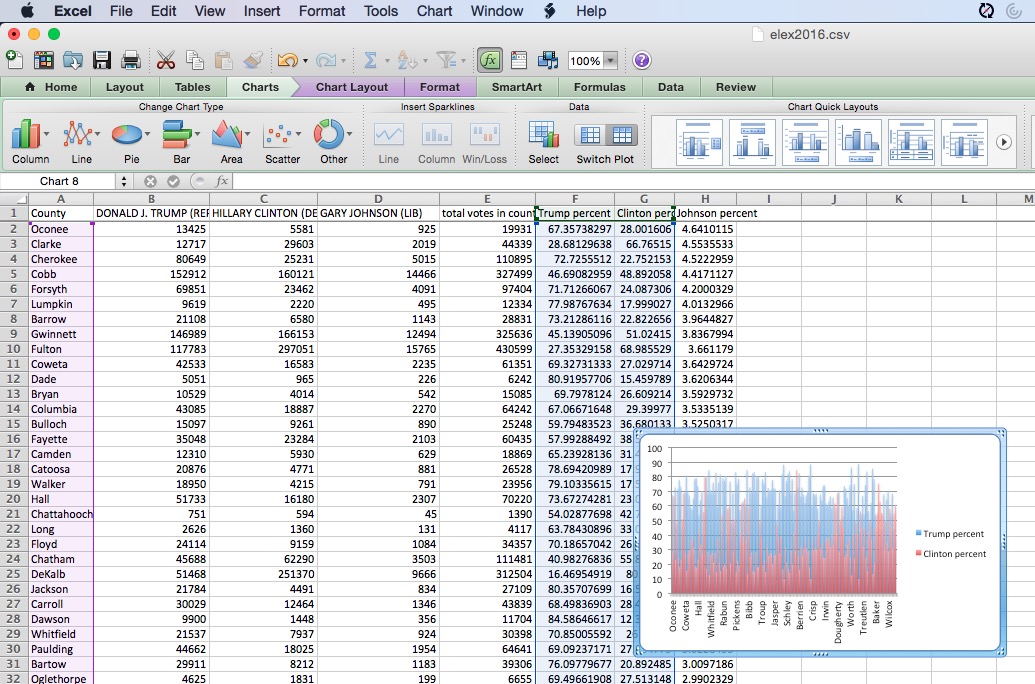 Excel File Edit View Insert Format Tools Chart Window Help
elex2016.csv
fx 100% ?
Home Layout Tables Charts Chart Layout Format SmartArt Formulas Data Review
Change Chart Type Insert Sparklines Data Chart Quick Layouts
Column Line Pie Bar Area Scatter Other Line Column Win/Loss Select Switch Plot
Chart 8 fx
A B C D E F G H I J K L M
1 County DONALD J. TRUMP (REF HILLARY CLINTON (DE GARY JOHNSON (LIB) total votes in count Trump percent Clinton perc Johnson percent
2 Oconee 13425 5581 925 19931 67.35738297 28.001606 4.6410115
3 Clarke 12717 29603 2019 44339 28.68129638 66.76515 4.5535533
4 Cherokee 80649 25231 5015 110895 72.7255512 22.752153 4.5222959
5 Cobb 152912 160121 14466 327499 46.69082959 48.892058 4.4171127
6 Forsyth 69851 23462 4091 97404 71.71266067 24.087306 4.2000329
7 Lumpkin 9619 2220 495 12334 77.98767634 17.999027 4.0132966
8 Barrow 21108 6580 1143 28831 73.21286116 22.822656 3.9644827
9 Gwinnett 146989 166153 12494 325636 45.13905096 51.02415 3.8367994
10 Fulton 117783 297051 15765 430599 27.35329158 68.985529 3.661179
11 Coweta 42533 16583 2235 61351 69.32731333 27.029714 3.6429724
12 Dade 5051 965 226 6242 80.91957706 15.459789 3.6206344
13 Bryan 10529 4014 542 15085 69.7978124 26.609214 3.5929732
14 Columbia 43085 18887 2270 64242 67.06671648 29.39977 3.5335139
15 Bulloch 15097 9261 890 25248 59.79483523 36.680133 3.5250317
16 Fayette 35048 23284 2103 60435 57.99288492 38
17 Camden 12310 5930 629 18869 65.23928136 31.
18 Catoosa 20876 4771 881 26528 78.69420989 17
19 Walker 18950 4215 791 23956 79.10335615 17
20 Hall 51733 16180 2307 70220 73.67274281 23
21 Chattahooch 751 594 45 1390 54.02877698 42
22 Long 2626 1360 131 4117 63.78430896 33
23 Floyd 24114 9159 1084 34357 70.18657042 26
24 Chatham 45688 62290 3503 111481 40.98276836 55
25 DeKalb 51468 251370 9666 312504 16.46954919 80
26 Jackson 21784 4491 834 27109 80.35707699 16
27 Carroll 30029 12464 1346 43839 68.49836903 28
28 Dawson 9900 1448 356 11704 84.58646617 12
29 Whitfield 21537 7937 924 30398 70.85005592 2
30 Paulding 44662 18025 1954 64641 69.09237171
31 Bartow 29911 8212 1183 39306 76.09779677 20.892485 3.0097186
32 Oglethorpe 4625 1831 199 6655 69.49661908 27.513148 2.9902329
100
90
80
70
60
50
40
30
20
10
0
Trump percent
Clinton percent
Oconee Coweta Hall Whitfield Rabun Pickens Bibb Troup Jasper Schley Berrien Crisp Irwin Dougherty Worth Treutlen Baker Wilcox